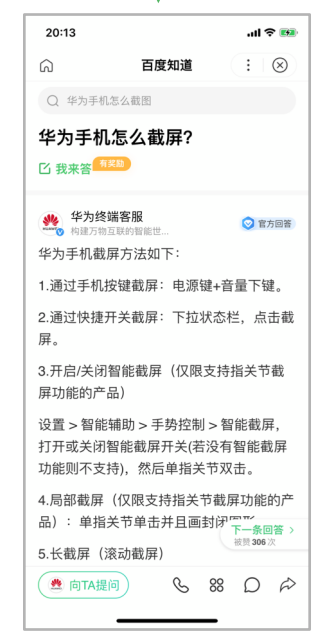 20:13
百度知道
华为手机怎么截图
华为手机怎么截屏?
我来答
有奖励
华为终端客服
官方回答
构建万物互联的智能世...
华为手机截屏方法如下：
1.通过手机按键截屏：电源键+音量下键。
2.通过快捷开关截屏：下拉状态栏，点击截
屏。
3.开启/关闭智能截屏（仅限支持指关节截
屏功能的产品）
设置 > 智能辅助 > 手势控制 > 智能截屏，
打开或关闭智能截屏开关(若没有智能截屏
功能则不支持)，然后单指关节双击。
4.局部截屏（仅限支持指关节截屏功能的产
品）：单指关节单击并且画封闭
下一条回答 >
被赞 306 次
5.长截屏（滚动截屏）
向TA提问